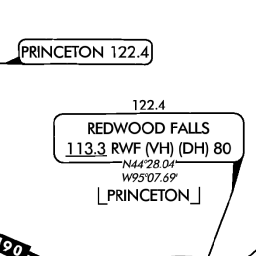 PRINCETON 122.4
122.4
REDWOOD FALLS
113.3 RWF (VH) (DH) 80
N44°28.04'
W95°07.69'
PRINCETON